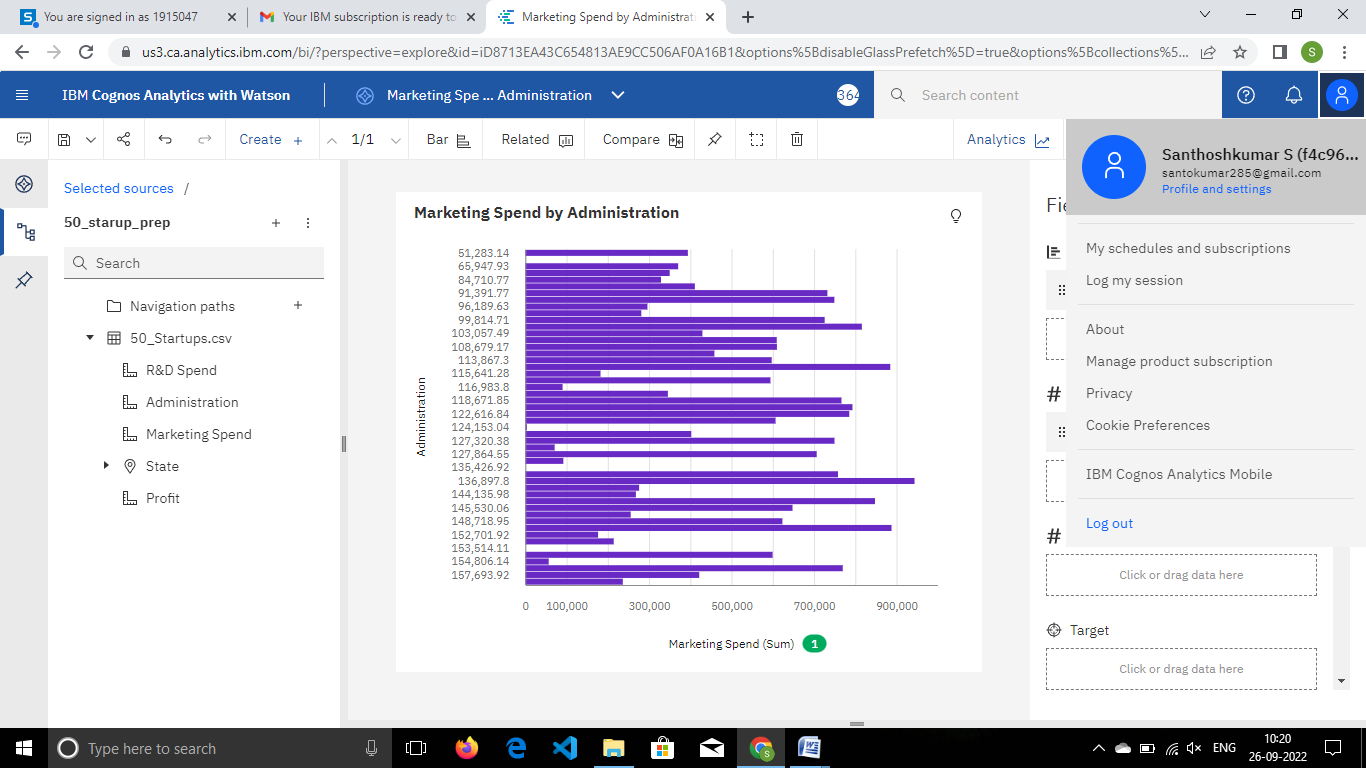 You are signed in as 1915047
Your IBM subscription is ready to
Marketing Spend by Administrati
us3.ca.analytics.ibm.com/bi/?perspective=explore&id=iD8713EA43C654813AE9CC506AF0A16B1&options%5BdisableGlassPrefetch%5D=true&options%5Bcollections%5...
S
IBM Cognos Analytics with Watson
Marketing Spe ... Administration
364
Search content
Create +
1/1
Bar
Related
Compare
Analytics
Santhoshkumar S (f4c96...
santokumar285@gmail.com
Profile and settings
My schedules and subscriptions
Log my session
About
Manage product subscription
Privacy
Cookie Preferences
IBM Cognos Analytics Mobile
Log out
Selected sources /
50_starup_prep
Search
Navigation paths
50_Startups.csv
R&D Spend
Administration
Marketing Spend
State
Profit
Marketing Spend by Administration
Administration
51,283.14
65,947.93
84,710.77
91,391.77
96,189.63
99,814.71
103,057.49
108,679.17
113,867.3
115,641.28
116,983.8
118,671.85
122,616.84
124,153.04
127,320.38
127,864.55
135,426.92
136,897.8
144,135.98
145,530.06
148,718.95
152,701.92
153,514.11
154,806.14
157,693.92
0 100,000 300,000 500,000 700,000 900,000
Marketing Spend (Sum) 1
Fie
#
#
Click or drag data here
Target
Click or drag data here
Type here to search
S
ENG
10:20
26-09-2022